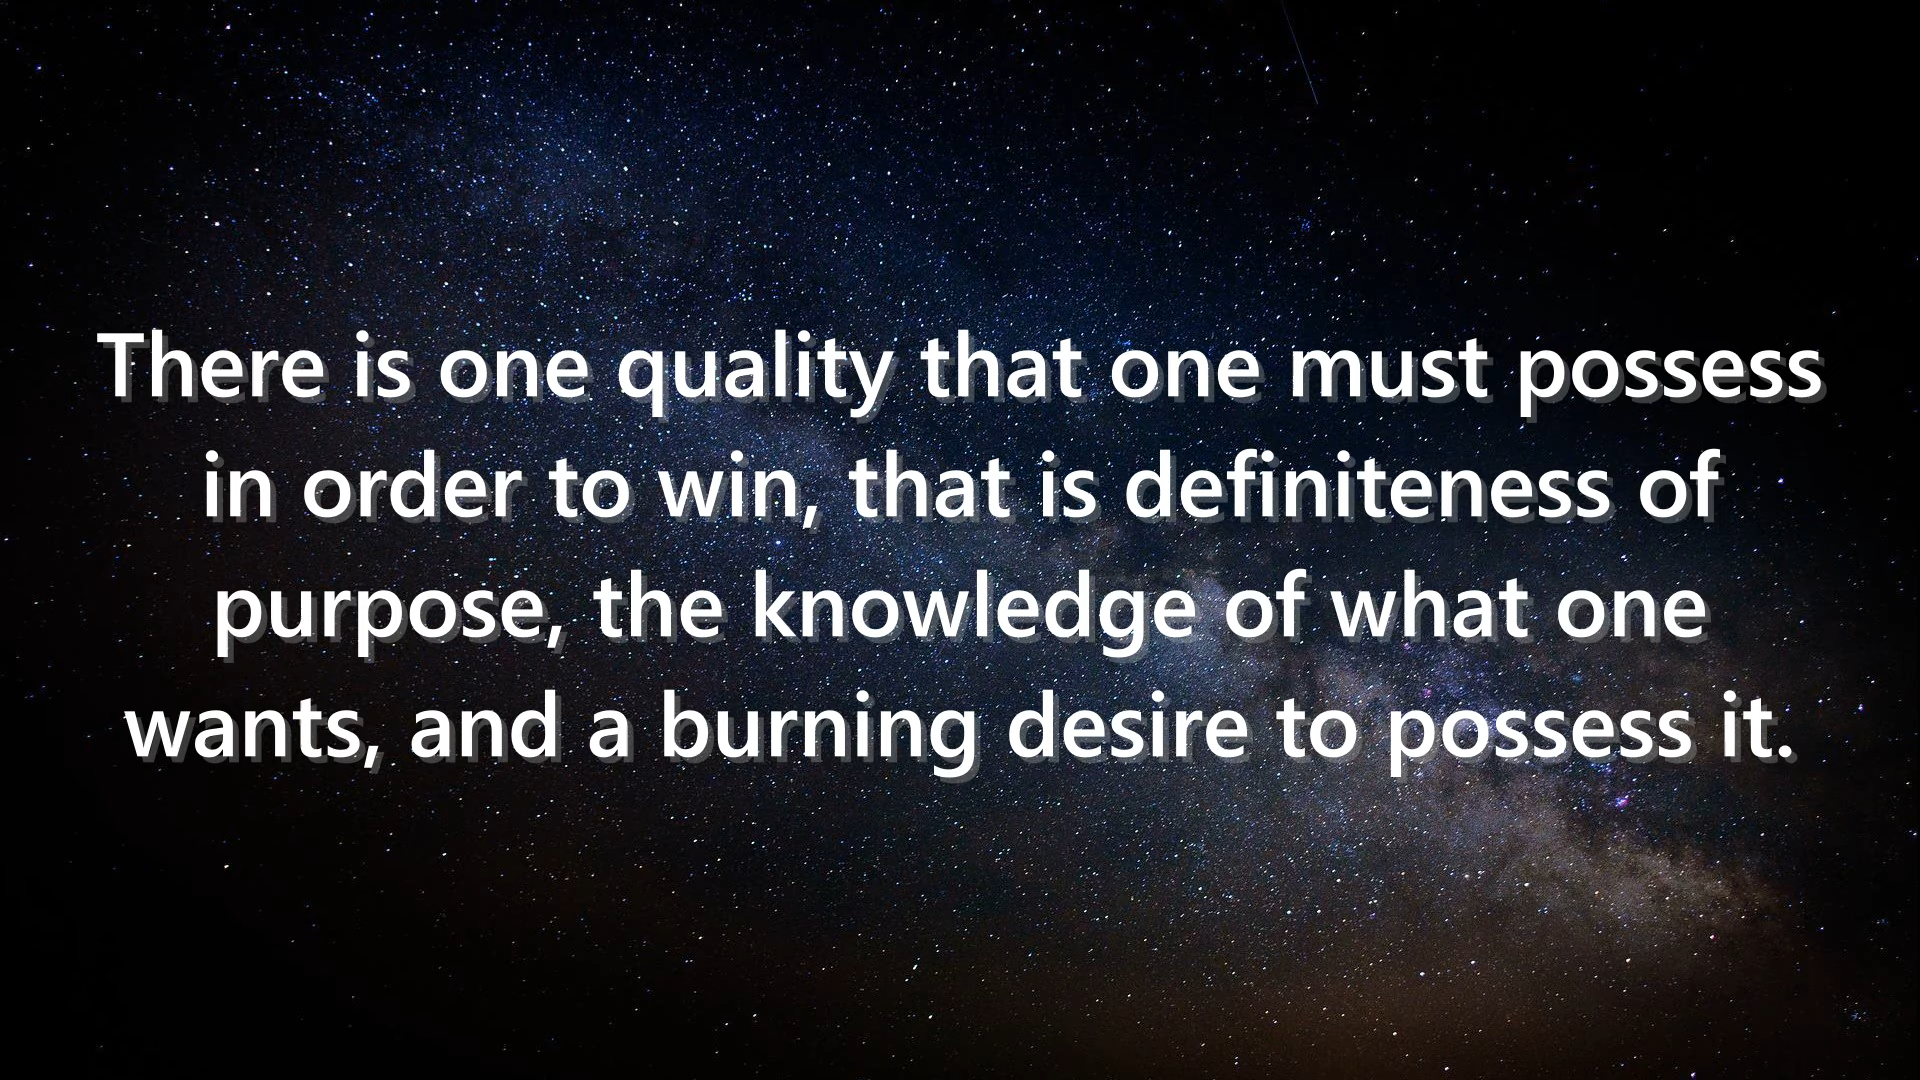 There is one quality that one must possess
in order to win, that is definiteness of
purpose, the knowledge of what one
wants, and a burning desire to possess it.